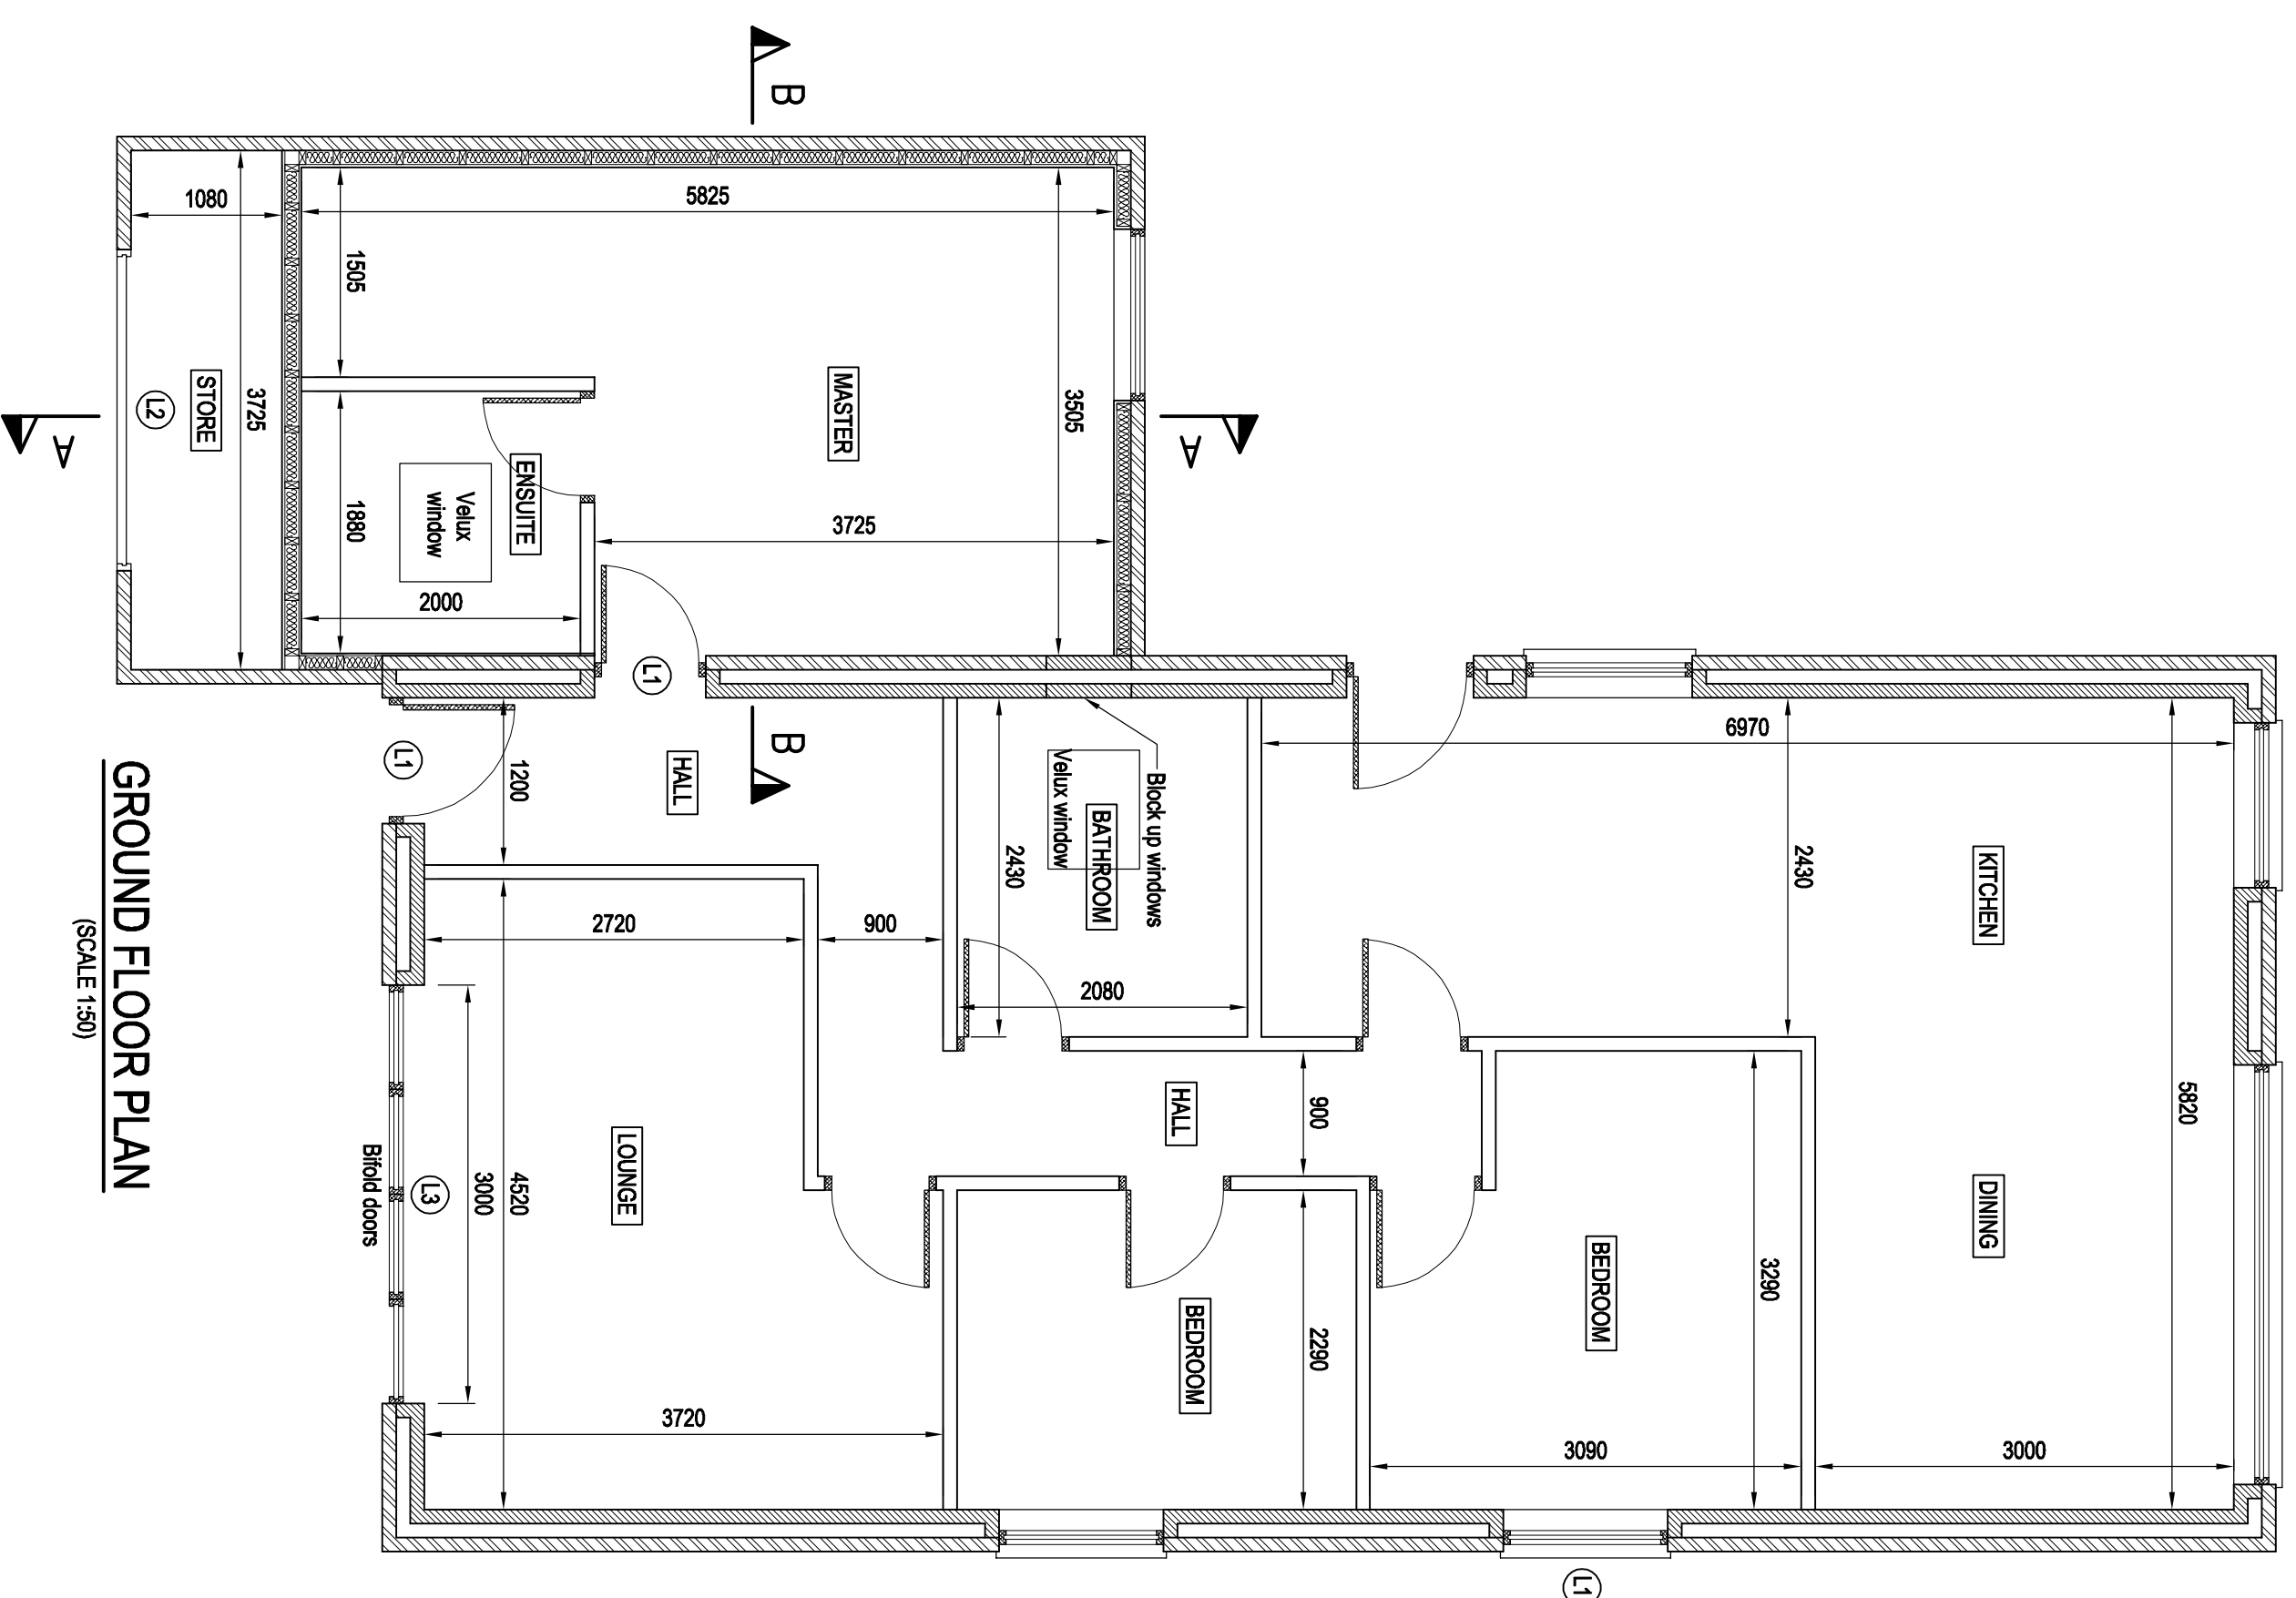 B
1080
5825
1505
3505
A
A
L2
STORE
3725
MASTER
ENSUITE
Velux
window
1880
3725
2000
L1
B
L1
1200
HALL
6970
Block up windows
Velux window
BATHROOM
2430
2430
KITCHEN
2720
900
2080
5820
HALL
900
LOUNGE
Bifold doors
L3
3000
4520
DINING
BEDROOM
3290
BEDROOM
2290
3720
3090
3000
L1
GROUND FLOOR PLAN
(SCALE 1:50)